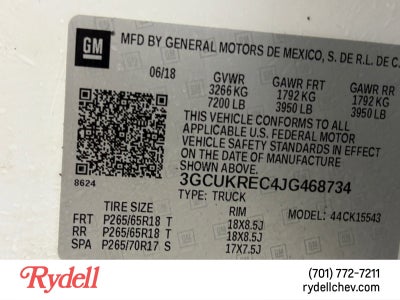 GM MFD BY GENERAL MOTORS DE MEXICO, S. DE R.L. DE C.
06/18 GVWR GAWR FRT GAWR RR
3266 KG 1792 KG 1792 KG
7200 LB 3950 LB 3950 LB
THIS VEHICLE CONFORMS TO ALL
APPLICABLE U.S. FEDERAL MOTOR
VEHICLE SAFETY STANDARDS IN EFFECT
ON THE DATE OF MANUFACTURE
SHOWN ABOVE.
8624 3GCUKREC4JG468734
TYPE: TRUCK MODEL: 44CK15543
TIRE SIZE RIM
FRT P265/65R18 T 18X8.5J
RR P265/65R18 T 18X8.5J
SPA P265/70R17 S 17X7.5J
Rydell
(701) 772-7211
rydellchev.com